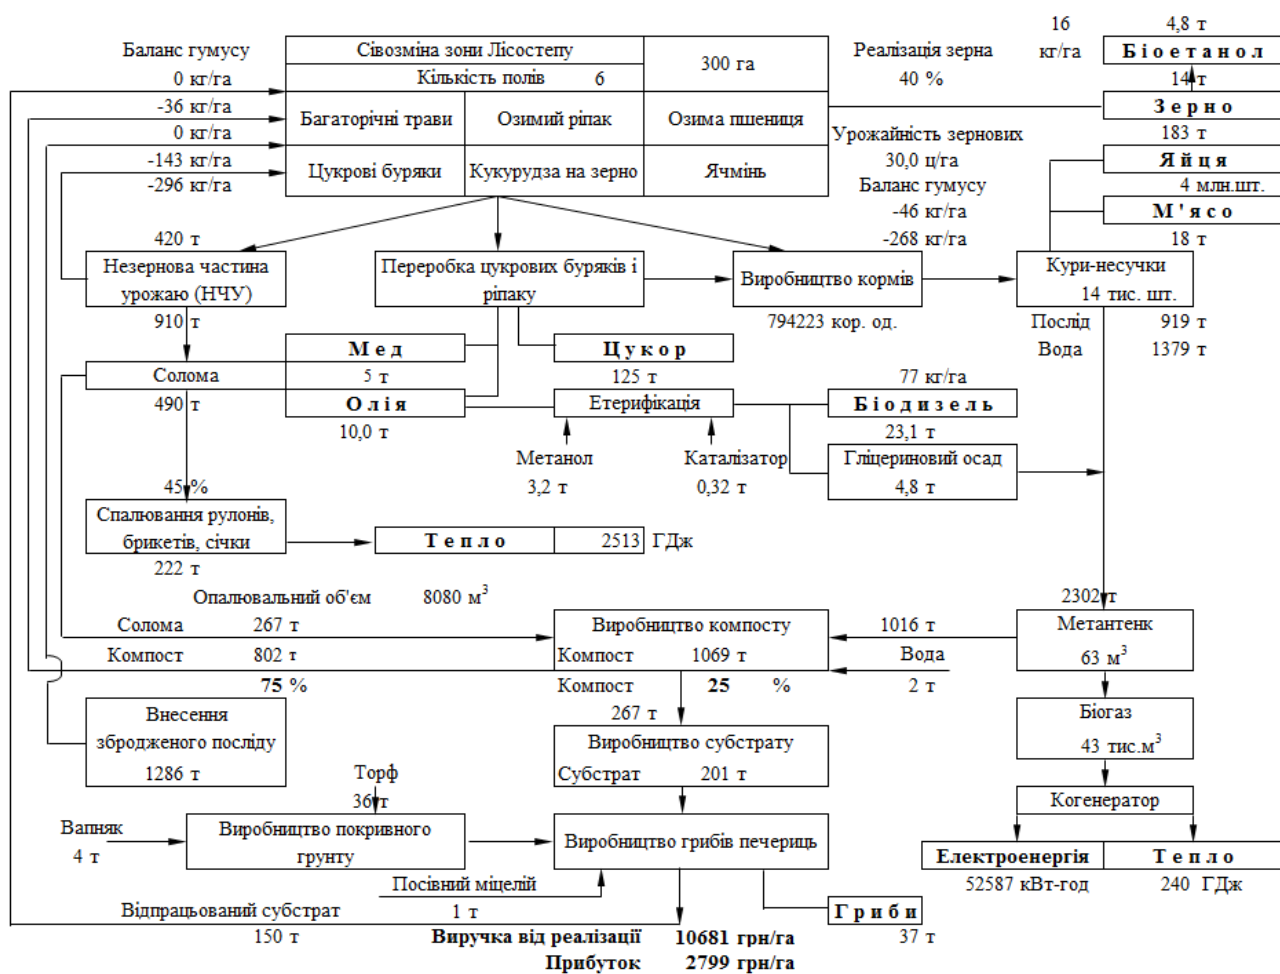 16
4,8 т
Баланс гумусу
Сівозміна зони Лісостепу
300 га
Реалізація зерна
кг/га
Біоетанол
0 кг/га
Кількість полів 6
40 %
14 т
-36 кг/га
Багаторічні трави
Озимий ріпак
Озима пшениця
Зерно
0 кг/га
Урожайність зернових
183 т
-143 кг/га
Цукрові буряки
Кукурудза на зерно
Ячмінь
30,0 ц/га
Яйця
-296 кг/га
Баланс гумусу
4 млн.шт.
-46 кг/га
М'ясо
420 т
-268 кг/га
18 т
Незернова частина
урожаю (НЧУ)
Переробка цукрових буряків і
ріпаку
Виробництво кормів
Кури-несучки
14 тис. шт.
910 т
794223 кор. од.
Послід 919 т
Мед
Цукор
Вода 1379 т
Солома
5 т
125 т
77 кг/га
490 т
Олія
Етерифікація
Біодизель
10,0 т
23,1 т
Метанол
Каталізатор
Гліцериновий осад
45 %
3,2 т
0,32 т
4,8 т
Спалювання рулонів,
брикетів, січки
Тепло
2513 ГДж
222 т
Опалювальний об'єм 8080 м³
2302 т
Солома 267 т
Виробництво компосту
1016 т
Метантенк
Компост 802 т
Компост 1069 т
Вода
63 м³
75 %
Компост 25 %
2 т
267 т
Внесення
збродженого посліду
1286 т
Виробництво субстрату
Субстрат 201 т
Біогаз
43 тис.м³
Торф
36 т
Когенератор
Вапняк
4 т
Виробництво покривного
грунту
Виробництво грибів печериць
Електроенергія
Тепло
Посівний міцелій
52587 кВт-год
240 ГДж
Відпрацьований субстрат
1 т
Гриби
150 т
Виручка від реалізації 10681 грн/га
37 т
Прибуток 2799 грн/га